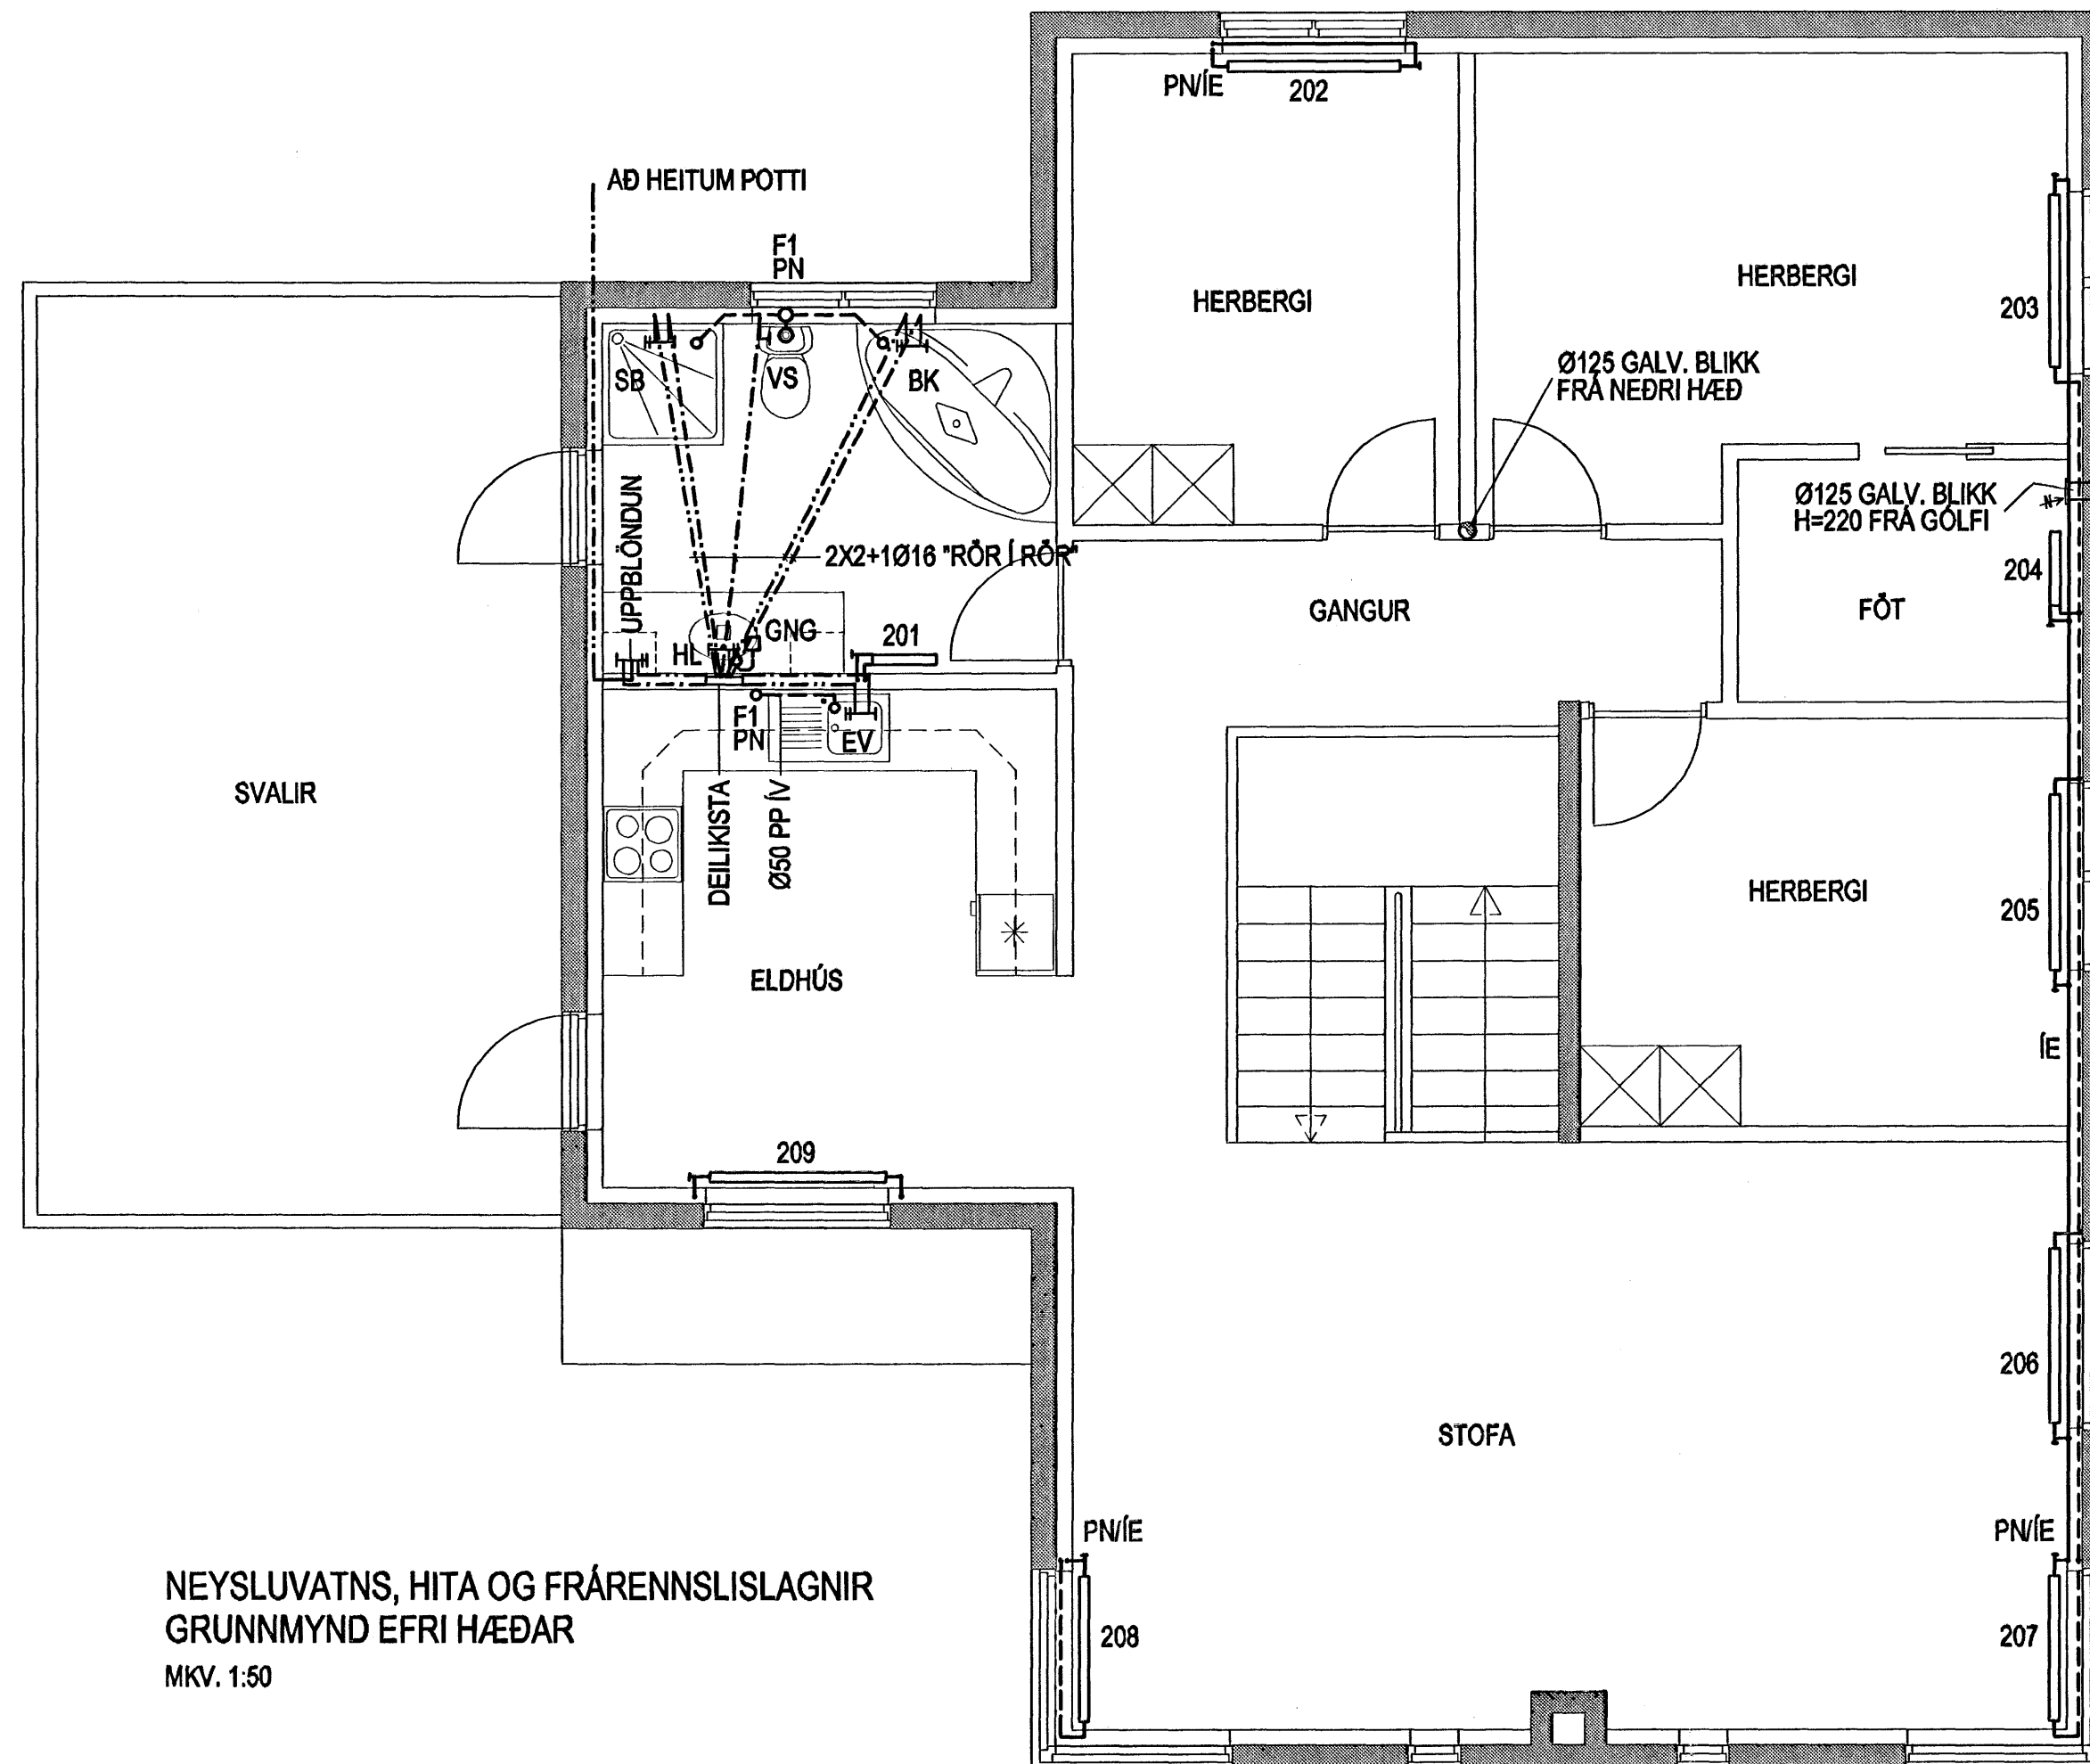 PN/ÍE
202
AÐ HEITUM POTTI
F1
PN
HERBERGI
HERBERGI
203
SB
VS
BK
Ø125 GALV. BLIKK
FRÁ NEÐRI HÆÐ
UPPBLÖNDUN
Ø125 GALV. BLIKK
H=220 FRÁ GÓLFI
2X2+1Ø16 "RÖR Í RÖR"
204
GANGUR
FÖT
HL
GNG
201
F1
PN
EV
SVALIR
DEILIKISTA
Ø50 PP ÍV
HERBERGI
205
ELDHÚS
ÍE
209
206
STOFA
PN/ÍE
PN/ÍE
NEYSLUVATNS, HITA OG FRÁRENNSLISLAGNIR
GRUNNMYND EFRI HÆÐAR
MKV. 1:50
208
207